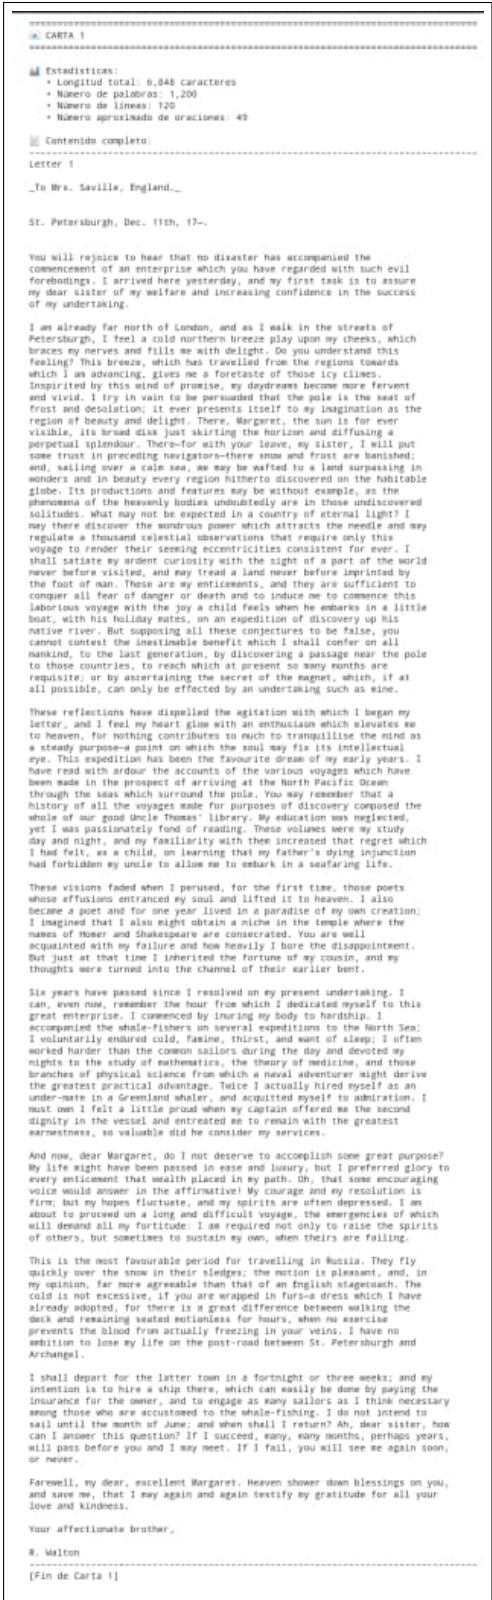 ================================================================================
CARTA 1
================================================================================
Estadísticas:
• Longitud total: 6,848 caracteres
• Número de palabras: 1,200
• Número de líneas: 120
• Número aproximado de oraciones: 49
Contenido completo:
--------------------------------------------------------------------------------
Letter 1
_To Mrs. Saville, England._
St. Petersburgh, Dec. 11th, 17—.
You will rejoice to hear that no disaster has accompanied the
commencement of an enterprise which you have regarded with such evil
forebodings. I arrived here yesterday, and my first task is to assure
my dear sister of my welfare and increasing confidence in the success
of my undertaking.
I am already far north of London, and as I walk in the streets of
Petersburgh, I feel a cold northern breeze play upon my cheeks, which
braces my nerves and fills me with delight. Do you understand this
feeling? This breeze, which has travelled from the regions towards
which I am advancing, gives me a foretaste of those icy climes.
Inspirited by this wind of promise, my daydreams become more fervent
and vivid. I try in vain to be persuaded that the pole is the seat of
frost and desolation; it ever presents itself to my imagination as the
region of beauty and delight. There, Margaret, the sun is for ever
visible, its broad disk just skirting the horizon and diffusing a
perpetual splendour. There—for with your leave, my sister, I will put
some trust in preceding navigators—there snow and frost are banished;
and, sailing over a calm sea, we may be wafted to a land surpassing in
wonders and in beauty every region hitherto discovered on the habitable
globe. Its productions and features may be without example, as the
phenomena of the heavenly bodies undoubtedly are in those undiscovered
solitudes. What may not be expected in a country of eternal light? I
may there discover the wondrous power which attracts the needle and may
regulate a thousand celestial observations that require only this
voyage to render their seeming eccentricities consistent for ever. I
shall satiate my ardent curiosity with the sight of a part of the world
never before visited, and may tread a land never before imprinted by
the foot of man. These are my enticements, and they are sufficient to
conquer all fear of danger or death and to induce me to commence this
laborious voyage with the joy a child feels when he embarks in a little
boat, with his holiday mates, on an expedition of discovery up his
native river. But supposing all these conjectures to be false, you
cannot contest the inestimable benefit which I shall confer on all
mankind, to the last generation, by discovering a passage near the pole
to those countries, to reach which at present so many months are
requisite; or by ascertaining the secret of the magnet, which, if at
all possible, can only be effected by an undertaking such as mine.
These reflections have dispelled the agitation with which I began my
letter, and I feel my heart glow with an enthusiasm which elevates me
to heaven, for nothing contributes so much to tranquillise the mind as
a steady purpose—a point on which the soul may fix its intellectual
eye. This expedition has been the favourite dream of my early years. I
have read with ardour the accounts of the various voyages which have
been made in the prospect of arriving at the North Pacific Ocean
through the seas which surround the pole. You may remember that a
history of all the voyages made for purposes of discovery composed the
whole of our good Uncle Thomas’ library. My education was neglected,
yet I was passionately fond of reading. These volumes were my study
day and night, and my familiarity with them increased that regret which
I had felt, as a child, on learning that my father’s dying injunction
had forbidden my uncle to allow me to embark in a seafaring life.
These visions faded when I perused, for the first time, those poets
whose effusions entranced my soul and lifted it to heaven. I also
became a poet and for one year lived in a paradise of my own creation;
I imagined that I also might obtain a niche in the temple where the
names of Homer and Shakespeare are consecrated. You are well
acquainted with my failure and how heavily I bore the disappointment.
But just at that time I inherited the fortune of my cousin, and my
thoughts were turned into the channel of their earlier bent.
Six years have passed since I resolved on my present undertaking. I
can, even now, remember the hour from which I dedicated myself to this
great enterprise. I commenced by inuring my body to hardship. I
accompanied the whale-fishers on several expeditions to the North Sea;
I voluntarily endured cold, famine, thirst, and want of sleep; I often
worked harder than the common sailors during the day and devoted my
nights to the study of mathematics, the theory of medicine, and those
branches of physical science from which a naval adventurer might derive
the greatest practical advantage. Twice I actually hired myself as an
under-mate in a Greenland whaler, and acquitted myself to admiration. I
must own I felt a little proud when my captain offered me the second
dignity in the vessel and entreated me to remain with the greatest
earnestness, so valuable did he consider my services.
And now, dear Margaret, do I not deserve to accomplish some great purpose?
My life might have been passed in ease and luxury, but I preferred glory to
every enticement that wealth placed in my path. Oh, that some encouraging
voice would answer in the affirmative! My courage and my resolution is
firm; but my hopes fluctuate, and my spirits are often depressed. I am
about to proceed on a long and difficult voyage, the emergencies of which
will demand all my fortitude: I am required not only to raise the spirits
of others, but sometimes to sustain my own, when theirs are failing.
This is the most favourable period for travelling in Russia. They fly
quickly over the snow in their sledges; the motion is pleasant, and, in
my opinion, far more agreeable than that of an English stagecoach. The
cold is not excessive, if you are wrapped in furs—a dress which I have
already adopted, for there is a great difference between walking the
deck and remaining seated motionless for hours, when no exercise
prevents the blood from actually freezing in your veins. I have no
ambition to lose my life on the post-road between St. Petersburgh and
Archangel.
I shall depart for the latter town in a fortnight or three weeks; and my
intention is to hire a ship there, which can easily be done by paying the
insurance for the owner, and to engage as many sailors as I think necessary
among those who are accustomed to the whale-fishing. I do not intend to
sail until the month of June; and when shall I return? Ah, dear sister, how
can I answer this question? If I succeed, many, many months, perhaps years,
will pass before you and I may meet. If I fail, you will see me again soon,
or never.
Farewell, my dear, excellent Margaret. Heaven shower down blessings on you,
and save me, that I may again and again testify my gratitude for all your
love and kindness.
Your affectionate brother,
R. Walton
--------------------------------------------------------------------------------
[Fin de Carta 1]